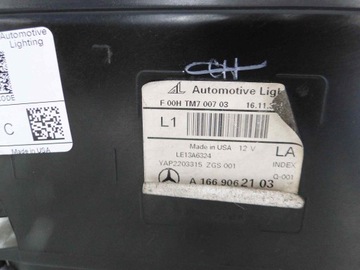 Automotive
Lighting
C
Made in USA
Automotive Ligh
F 00H TM7 007 03 16.11.
L1
Made in USA 12 V
LA
LE13A6324
INDEX
YAP2203315 ZGS 001
Q-001
A 166 906 21 03